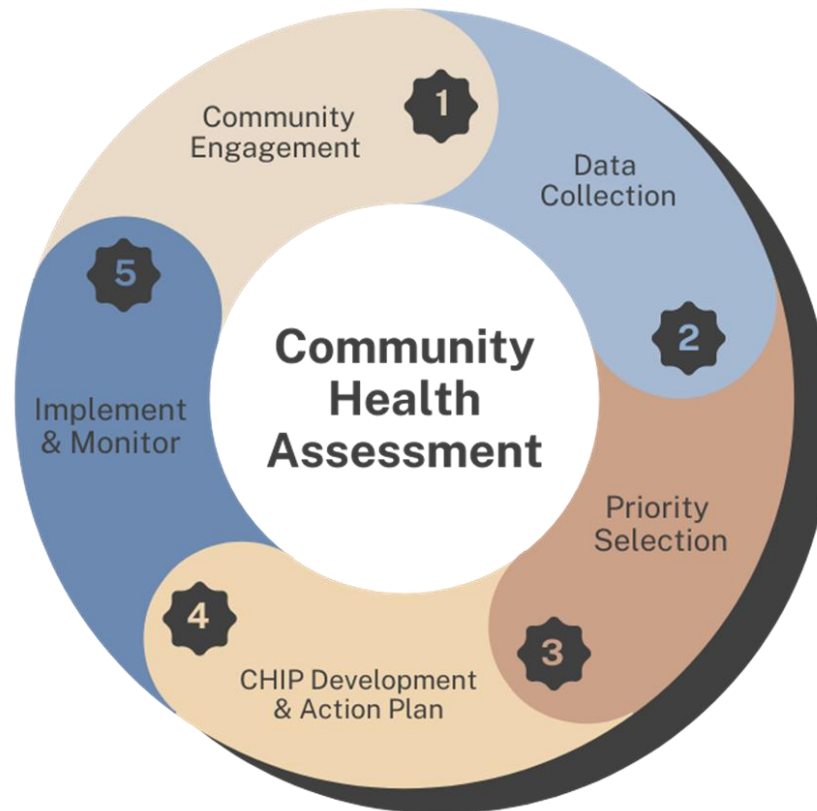 Community
Health
Assessment
1
Community
Engagement
2
Data
Collection
3
Priority
Selection
4
CHIP Development
& Action Plan
5
Implement
& Monitor